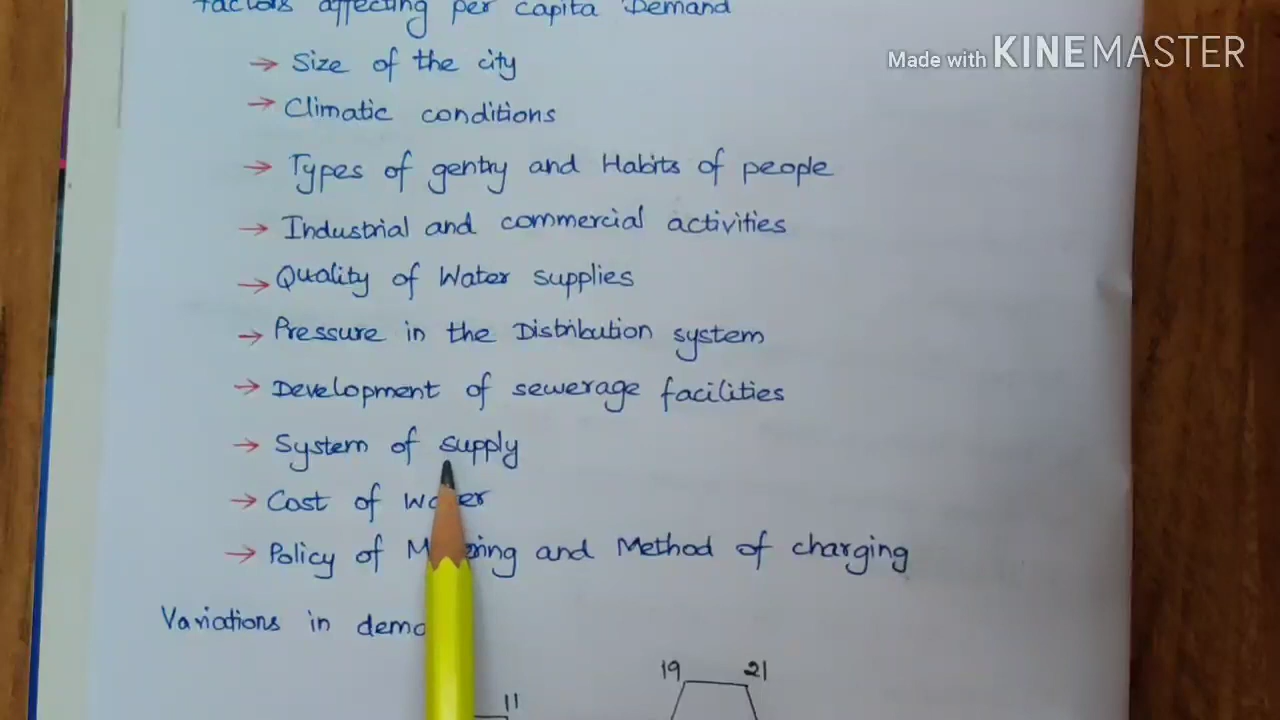 factors affecting per capita Demand
Made with KINEMASTER
→ Size of the city
→ Climatic conditions
→ Types of gentry and Habits of people
→ Industrial and commercial activities
→ Quality of Water supplies
→ Pressure in the Distribution system
→ Development of sewerage facilities
→ System of supply
→ Cost of Water
→ Policy of Metering and Method of charging
Variations in
19 21
11